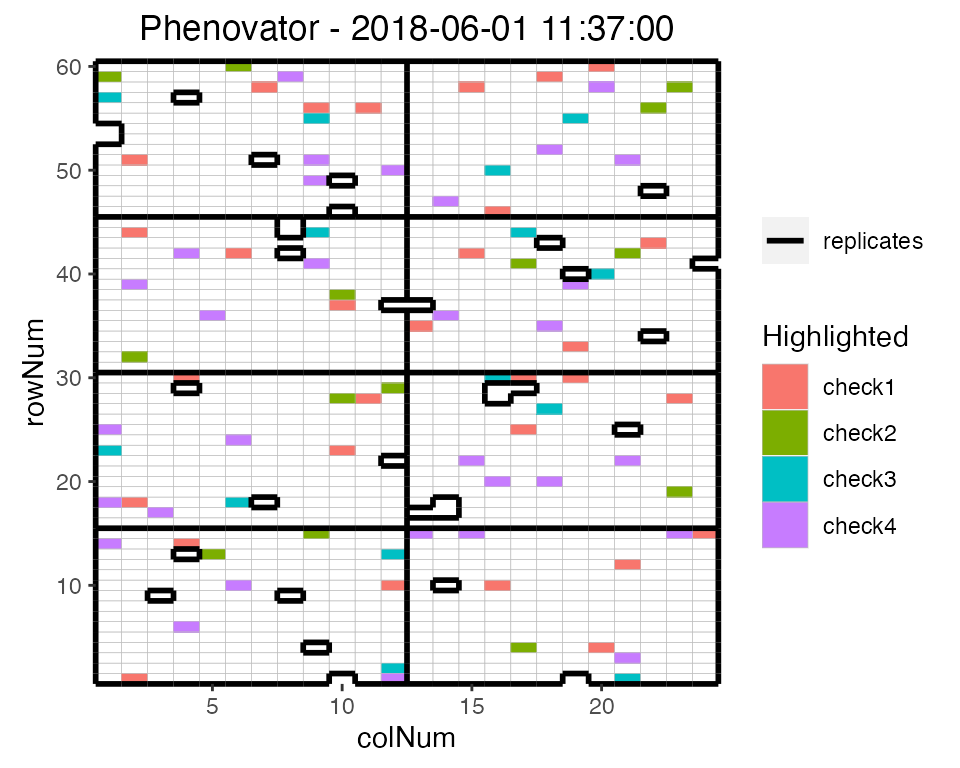 Phenovator - 2018-06-01 11:37:00
60
50
40
30
20
10
rowNum
5
10
15
20
colNum
replicates
Highlighted
check1
check2
check3
check4